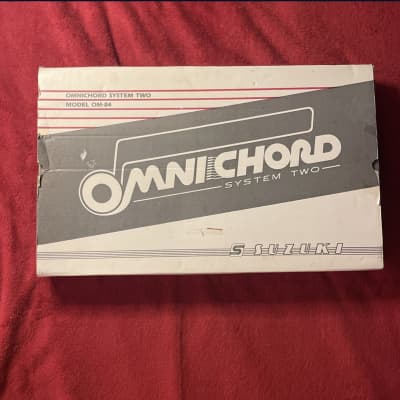 OMNICHORD SYSTEM TWO
MODEL OM-84
OMNICHORD
SYSTEM TWO
S SUZUKI